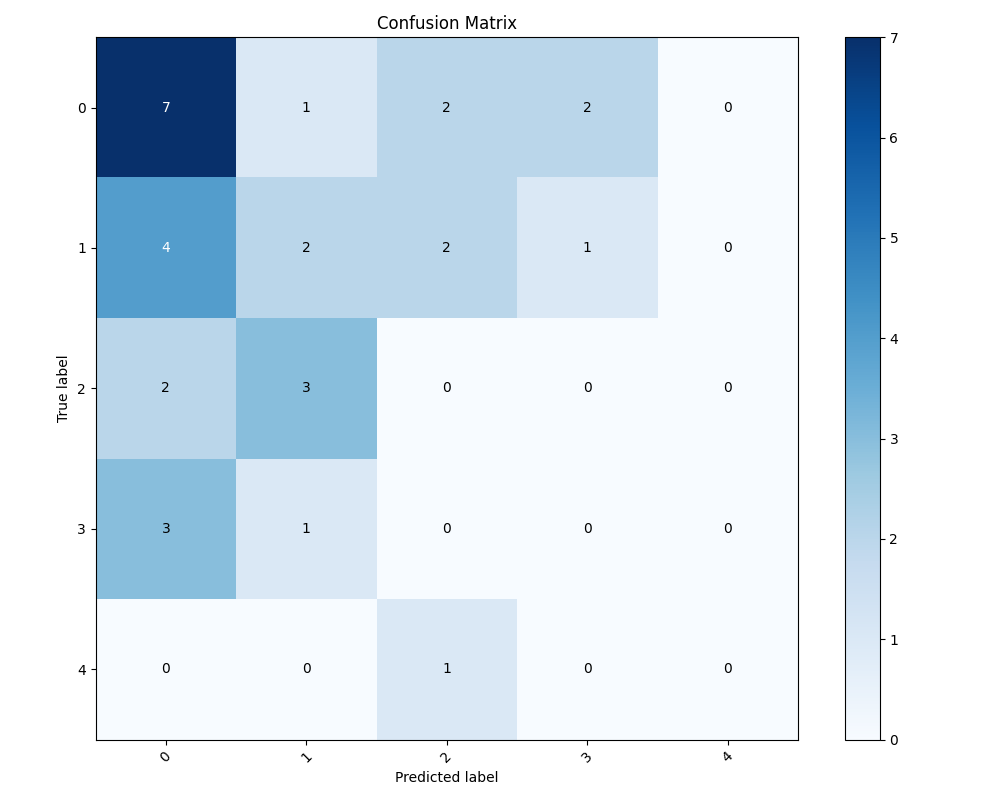 Confusion Matrix
0 7 1 2 2 0
1 4 2 2 1 0
2 2 3 0 0 0
3 3 1 0 0 0
4 0 0 1 0 0
0 1 2 3 4
True label
Predicted label
7
6
5
4
3
2
1
0